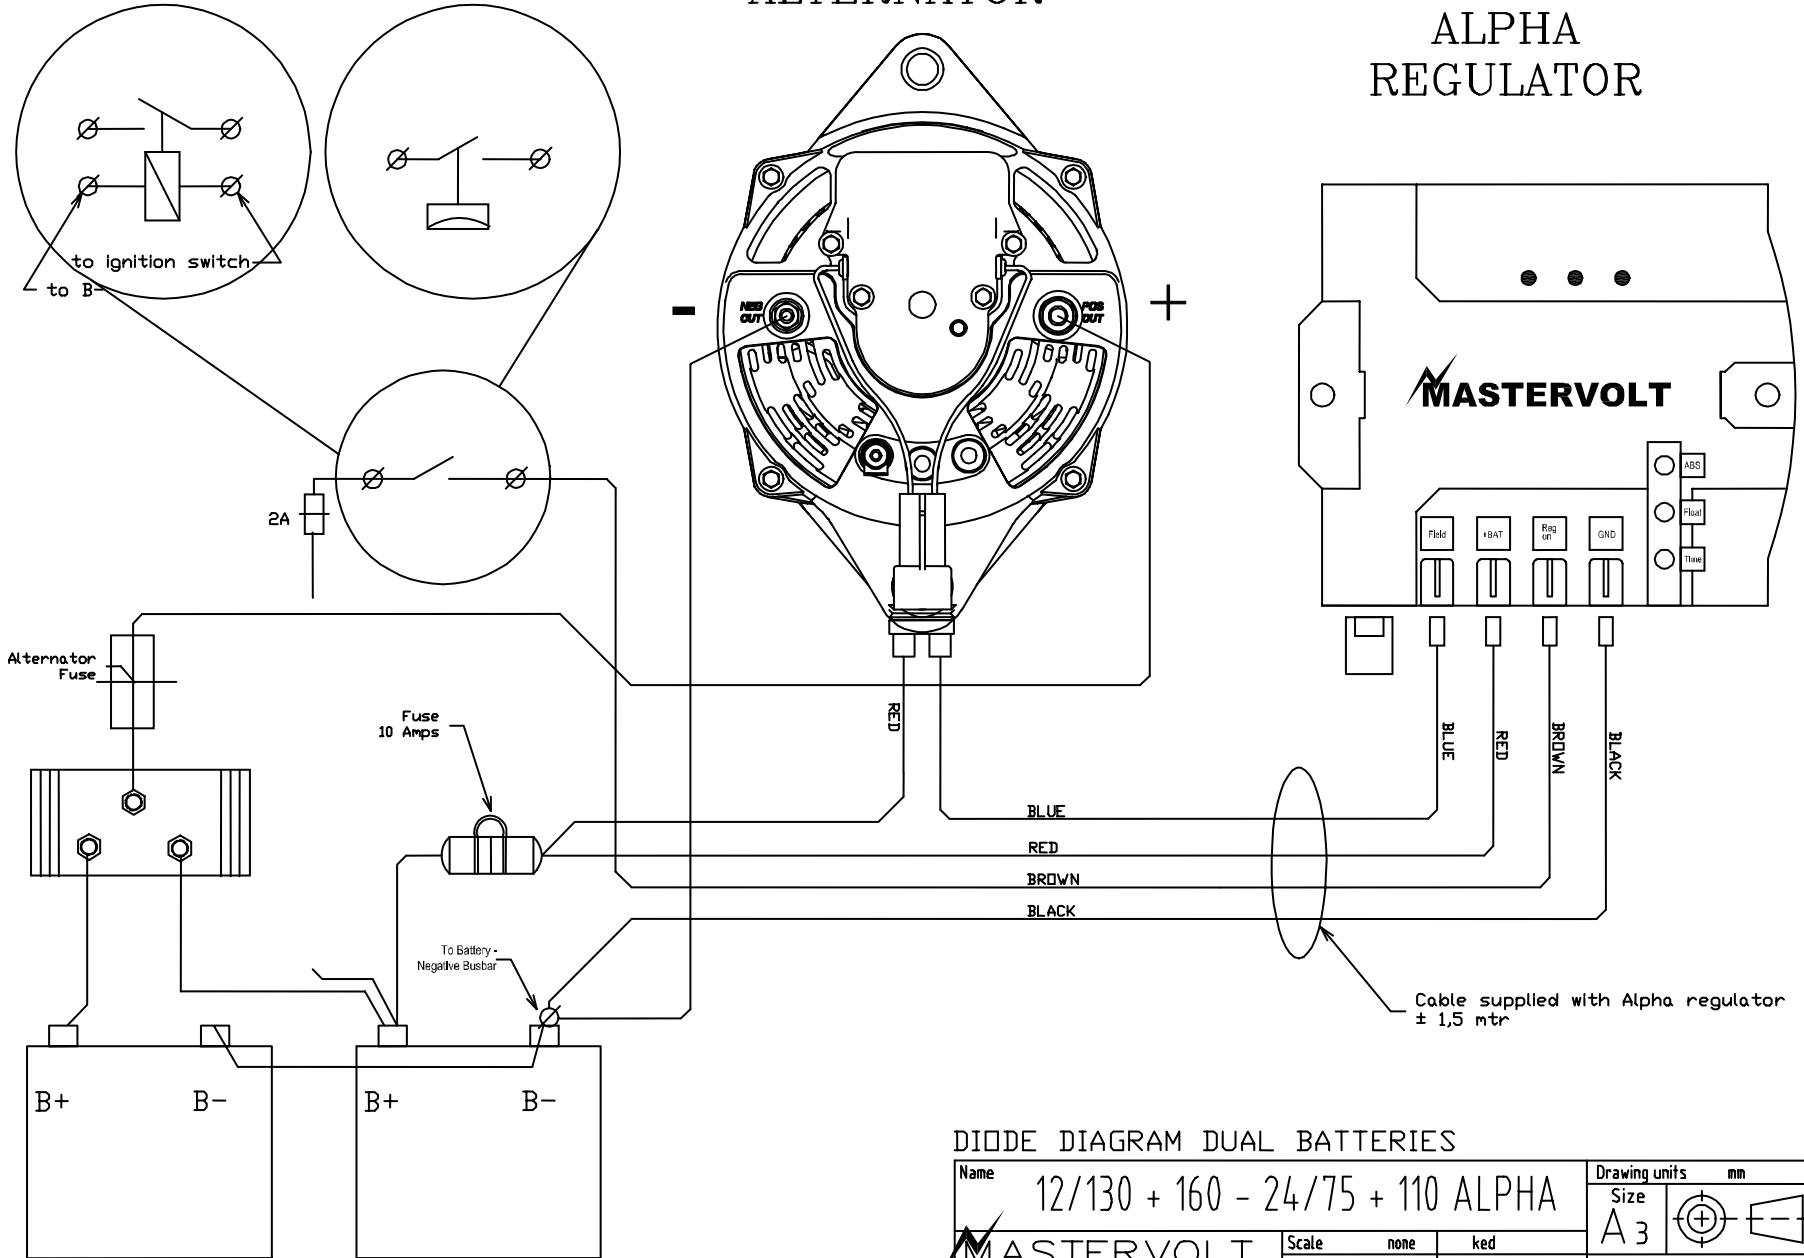 ALTERNATOR
ALPHA
REGULATOR
to ignition switch
to B-
-
NEG
OUT
POS
OUT
+
MASTERVOLT
ABS
Float
Time
Field
+BAT
Reg
on
GND
2A
Alternator
Fuse
Fuse
10 Amps
RED
BLUE
RED
BROWN
BLACK
BLUE
RED
BROWN
BLACK
To Battery -
Negative Busbar
Cable supplied with Alpha regulator
± 1,5 mtr
B+
B-
B+
B-
DIODE DIAGRAM DUAL BATTERIES
Name
12/130 + 160 - 24/75 + 110 ALPHA
Drawing units mm
Size
A3
MASTERVOLT
Scale none
ked